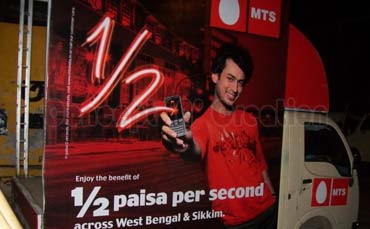 MTS
1/2
Enjoy the benefit of
1/2 paisa per second
across West Bengal & Sikkim.
MTS